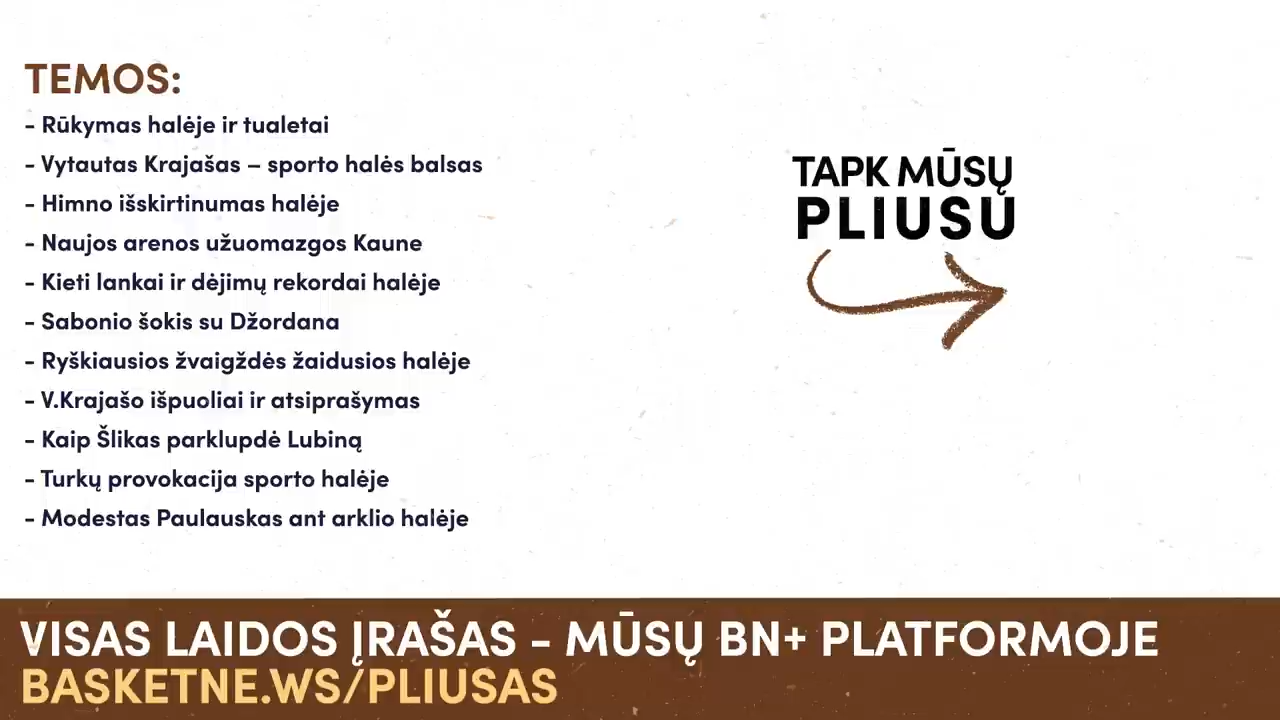 TEMOS:
- Rūkymas halėje ir tualetai
- Vytautas Krajašas – sporto halės balsas
- Himno išskirtinumas halėje
- Naujos arenos užuomazgos Kaune
- Kieti lankai ir dėjimų rekordai halėje
- Sabonio šokis su Džordana
- Ryškiausios žvaigždės žaidusios halėje
- V.Krajašo išpuoliai ir atsiprašymas
- Kaip Šlikas parklupdė Lubiną
- Turkų provokacija sporto halėje
- Modestas Paulauskas ant arklio halėje
TAPK MŪSŲ
PLIUSU
VISAS LAIDOS ĮRAŠAS - MŪSŲ BN+ PLATFORMOJE
BASKETNE.WS/PLIUSAS